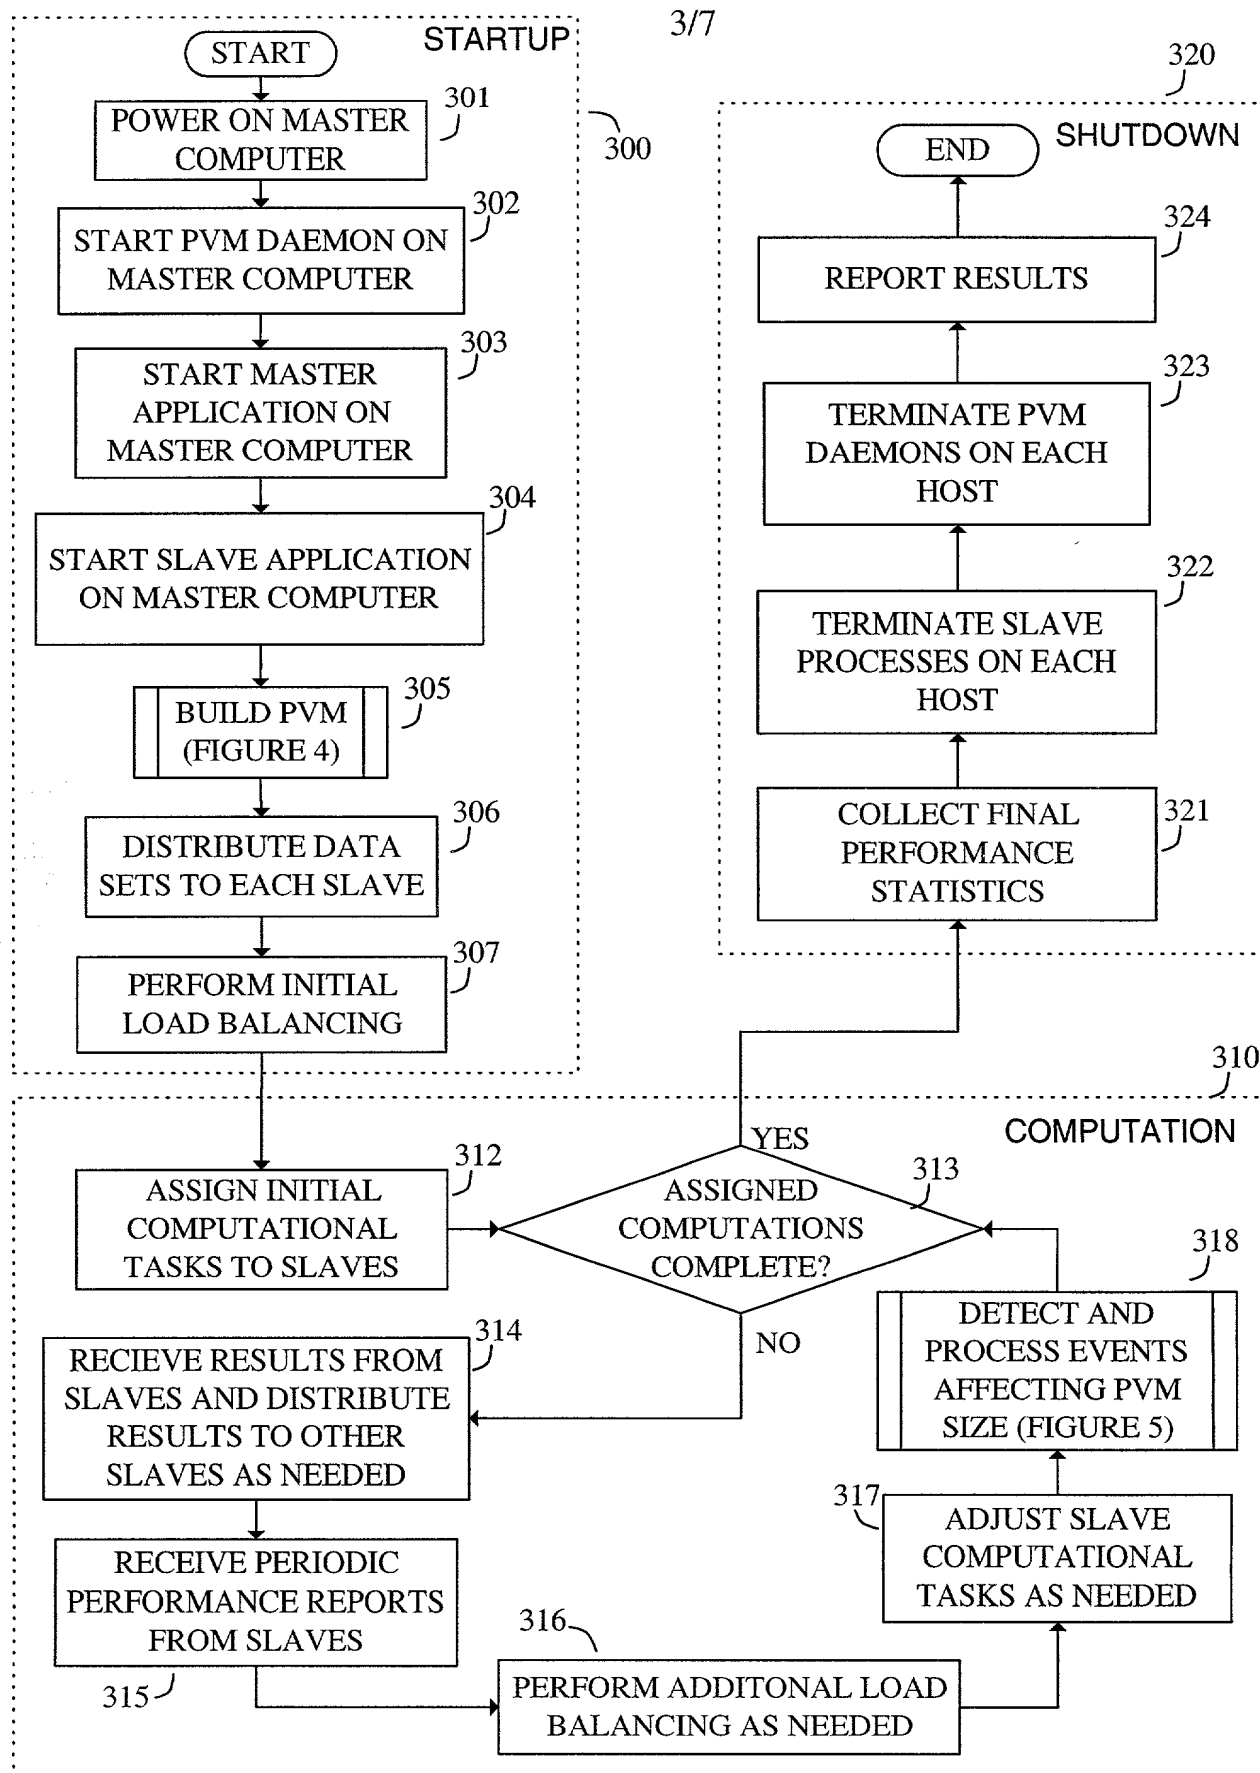 3/7
STARTUP
300
START
301
POWER ON MASTER
COMPUTER
302
START PVM DAEMON ON
MASTER COMPUTER
303
START MASTER
APPLICATION ON
MASTER COMPUTER
304
START SLAVE APPLICATION
ON MASTER COMPUTER
305
BUILD PVM
(FIGURE 4)
306
DISTRIBUTE DATA
SETS TO EACH SLAVE
307
PERFORM INITIAL
LOAD BALANCING
320
SHUTDOWN
END
324
REPORT RESULTS
323
TERMINATE PVM
DAEMONS ON EACH
HOST
322
TERMINATE SLAVE
PROCESSES ON EACH
HOST
321
COLLECT FINAL
PERFORMANCE
STATISTICS
310
COMPUTATION
312
ASSIGN INITIAL
COMPUTATIONAL
TASKS TO SLAVES
YES
313
ASSIGNED
COMPUTATIONS
COMPLETE?
NO
314
RECIEVE RESULTS FROM
SLAVES AND DISTRIBUTE
RESULTS TO OTHER
SLAVES AS NEEDED
RECEIVE PERIODIC
PERFORMANCE REPORTS
FROM SLAVES
315
316
PERFORM ADDITONAL LOAD
BALANCING AS NEEDED
317
ADJUST SLAVE
COMPUTATIONAL
TASKS AS NEEDED
318
DETECT AND
PROCESS EVENTS
AFFECTING PVM
SIZE (FIGURE 5)